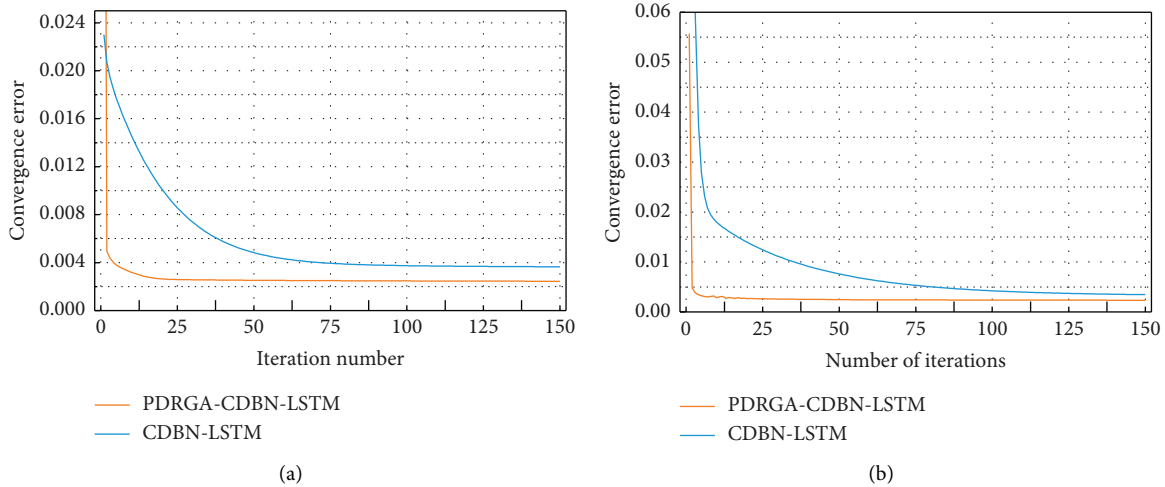 0.024
0.020
0.016
0.012
0.008
0.004
0.000
Convergence error
0 25 50 75 100 125 150
Iteration number
PDRGA-CDBN-LSTM
CDBN-LSTM
(a)
0.06
0.05
0.04
0.03
0.02
0.01
0.00
Convergence error
0 25 50 75 100 125 150
Number of iterations
PDRGA-CDBN-LSTM
CDBN-LSTM
(b)